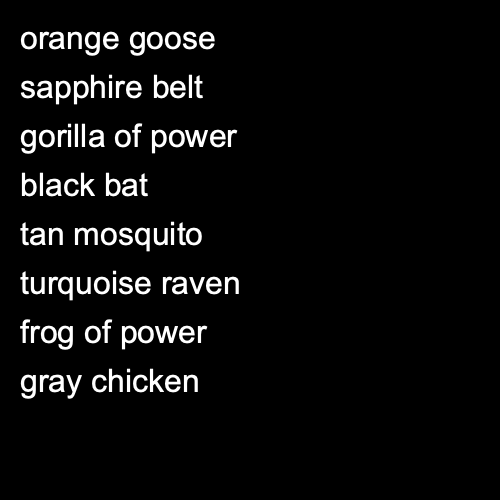 orange goose
sapphire belt
gorilla of power
black bat
tan mosquito
turquoise raven
frog of power
gray chicken